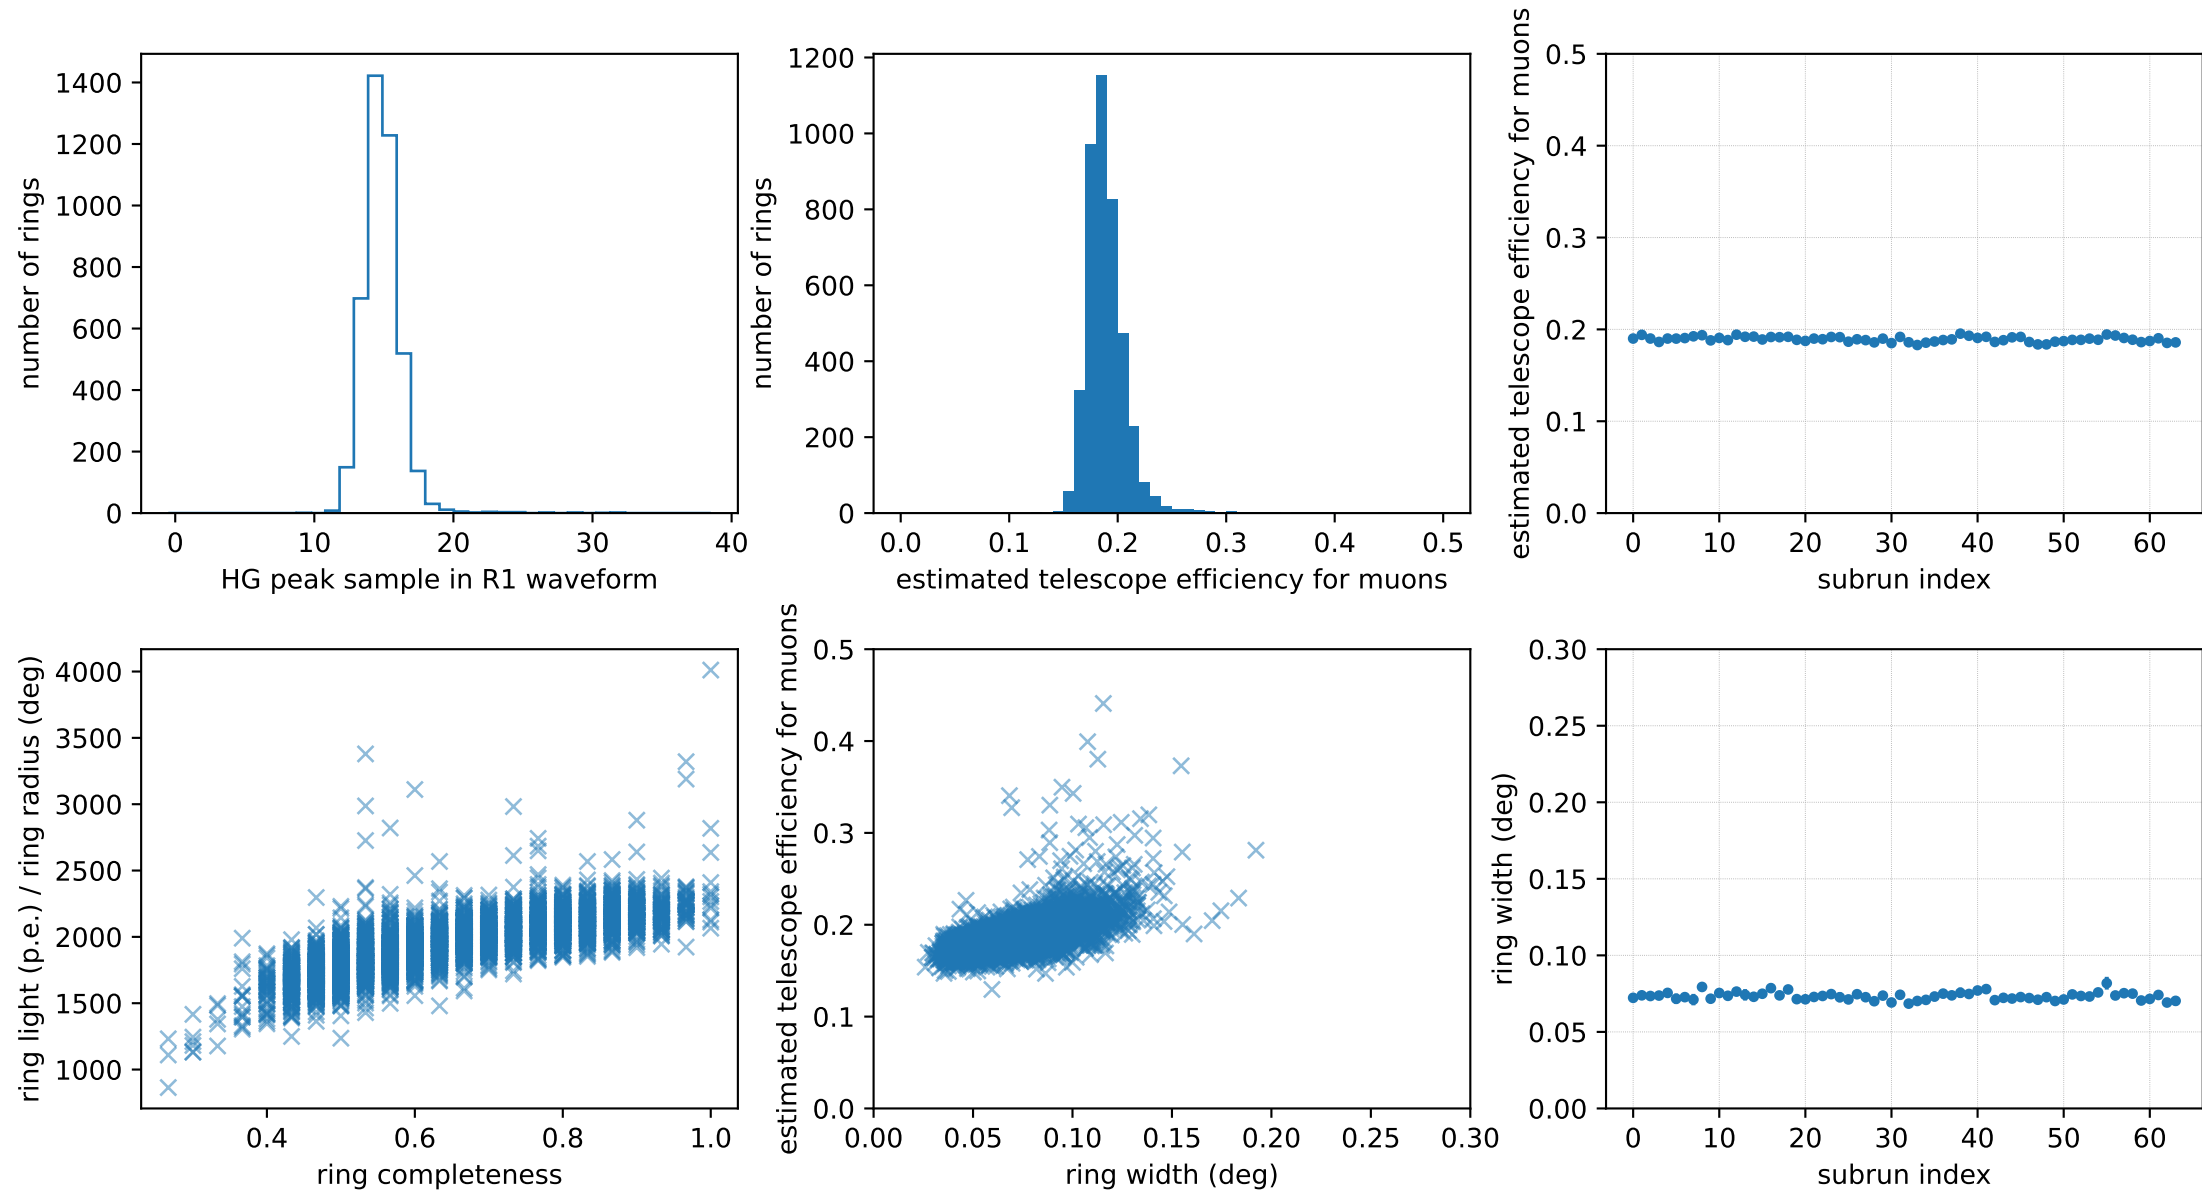 number of rings
1400
1200
1000
800
600
400
200
0
0 10 20 30 40
HG peak sample in R1 waveform
number of rings
1200
1000
800
600
400
200
0
0.0 0.1 0.2 0.3 0.4 0.5
estimated telescope efficiency for muons
estimated telescope efficiency for muons
0.5
0.4
0.3
0.2
0.1
0.0
0 10 20 30 40 50 60
subrun index
ring light (p.e.) / ring radius (deg)
4000
3500
3000
2500
2000
1500
1000
0.4 0.6 0.8 1.0
ring completeness
estimated telescope efficiency for muons
0.5
0.4
0.3
0.2
0.1
0.0
0.00 0.05 0.10 0.15 0.20 0.25 0.30
ring width (deg)
ring width (deg)
0.30
0.25
0.20
0.15
0.10
0.05
0.00
0 10 20 30 40 50 60
subrun index